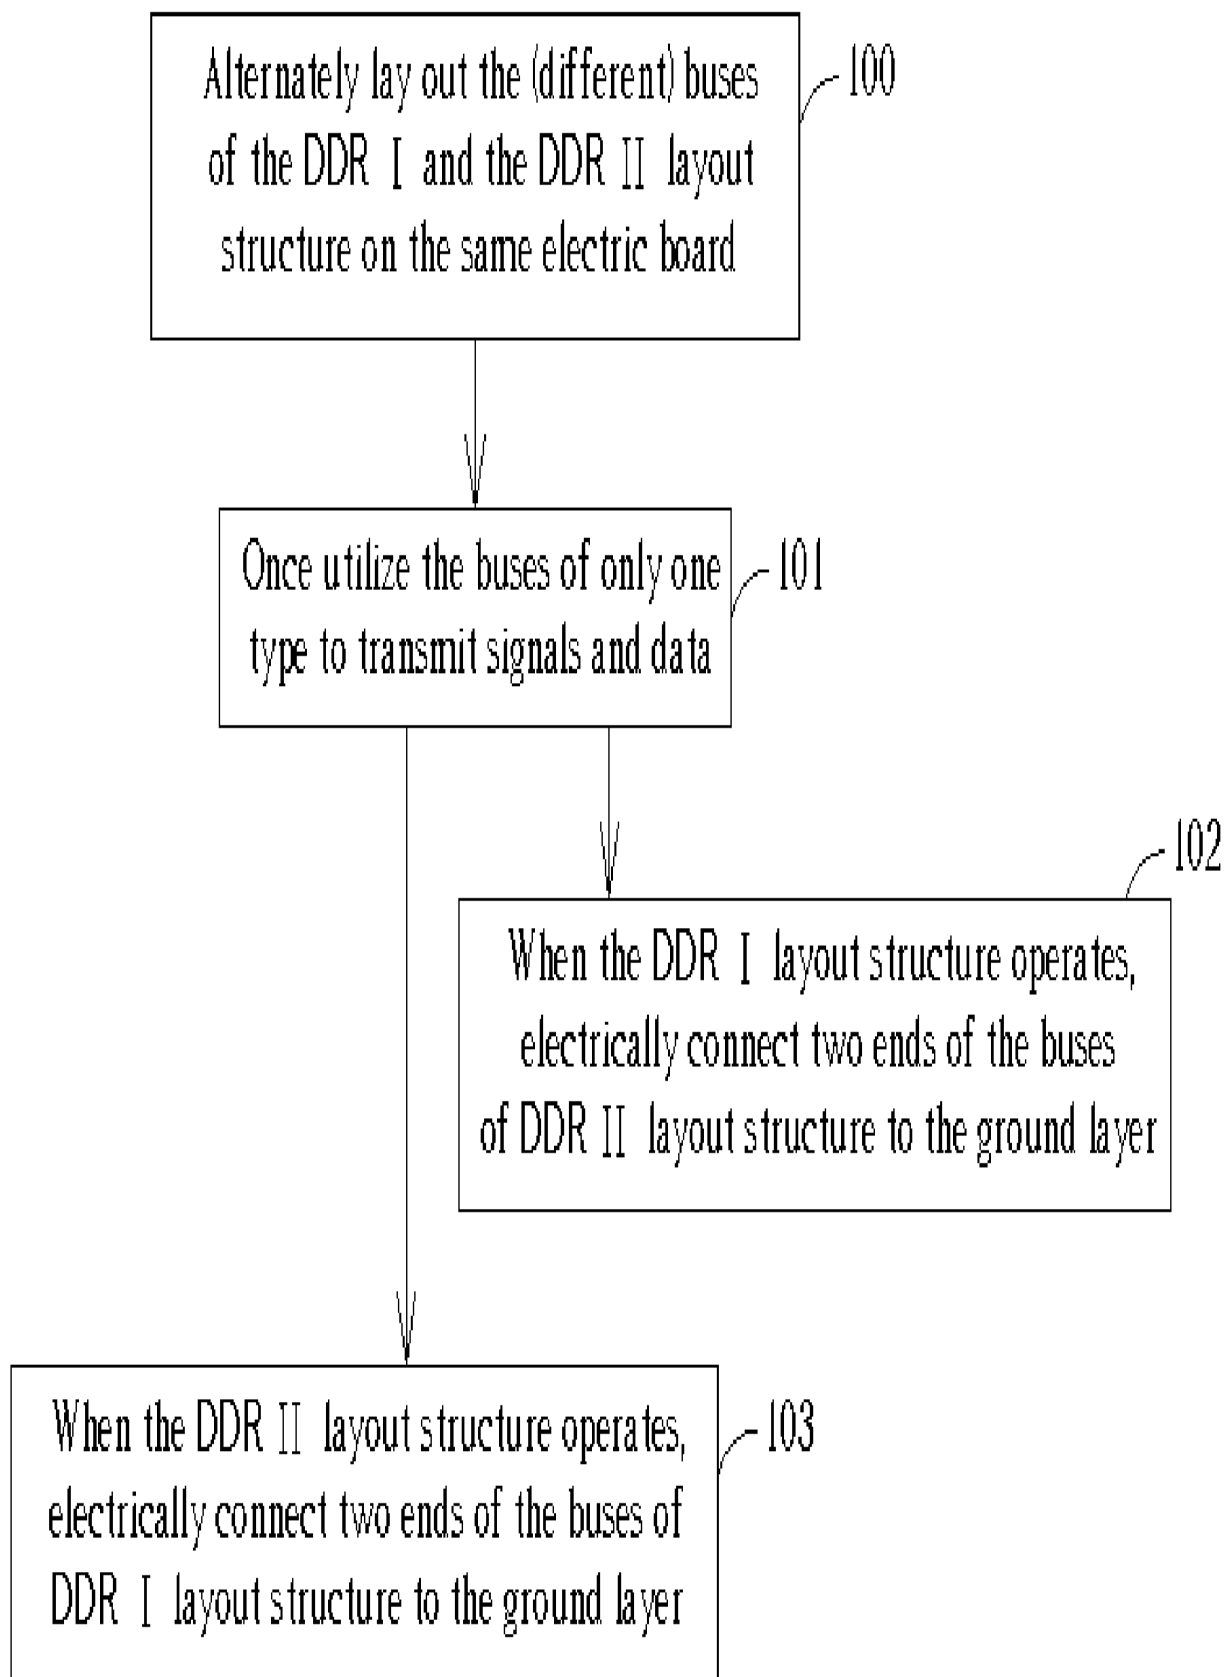 Alternately lay out the (different) buses
of the DDR I and the DDR II layout
structure on the same electric board
100
Once utilize the buses of only one
type to transmit signals and data
101
102
When the DDR I layout structure operates,
electrically connect two ends of the buses
of DDR II layout structure to the ground layer
When the DDR II layout structure operates,
electrically connect two ends of the buses of
DDR I layout structure to the ground layer
103